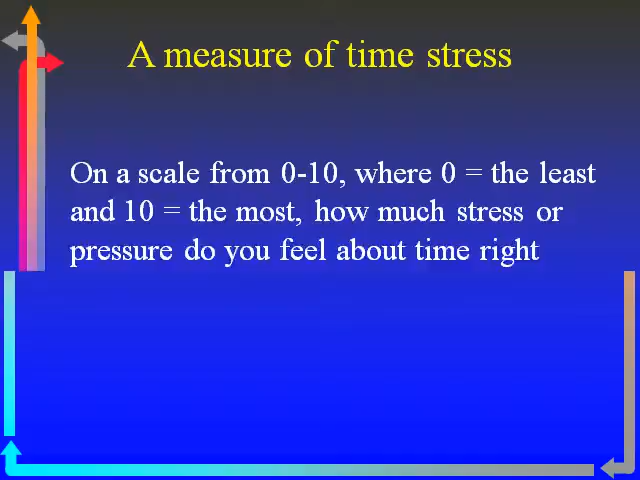 A measure of time stress
On a scale from 0-10, where 0 = the least
and 10 = the most, how much stress or
pressure do you feel about time right